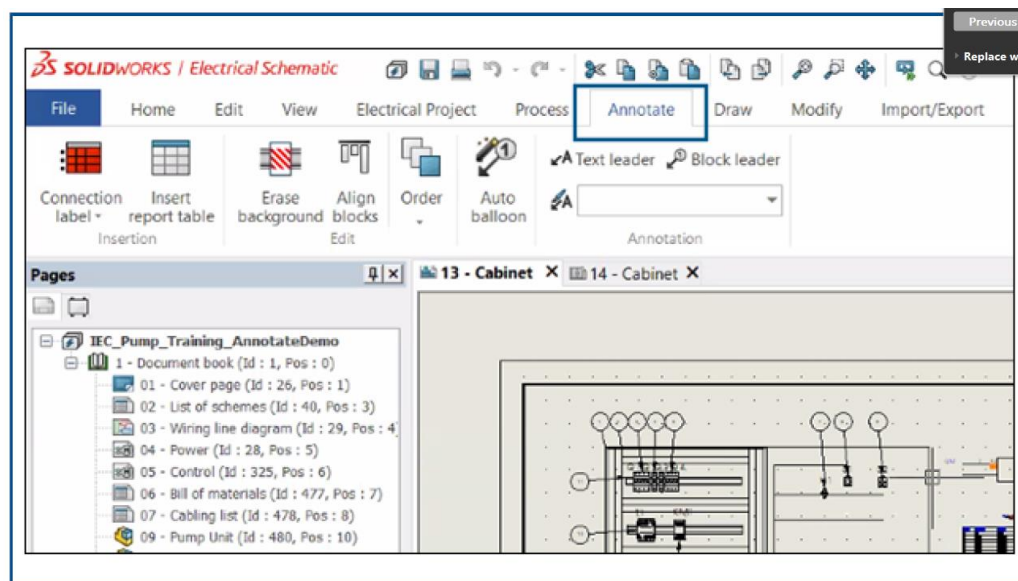 Previous
Replace w
SOLIDWORKS / Electrical Schematic
File Home Edit View Electrical Project Process Annotate Draw Modify Import/Export
Text leader Block leader
Connection label Insert report table Erase background Align blocks Order Auto balloon
Insertion Edit Annotation
Pages
13 - Cabinet X 14 - Cabinet X
IEC_Pump_Training_AnnotateDemo
1 - Document book (Id : 1, Pos : 0)
01 - Cover page (Id : 26, Pos : 1)
02 - List of schemes (Id : 40, Pos : 3)
03 - Wiring line diagram (Id : 29, Pos : 4
04 - Power (Id : 28, Pos : 5)
05 - Control (Id : 325, Pos : 6)
06 - Bill of materials (Id : 477, Pos : 7)
07 - Cabling list (Id : 478, Pos : 8)
09 - Pump Unit (Id : 480, Pos : 10)